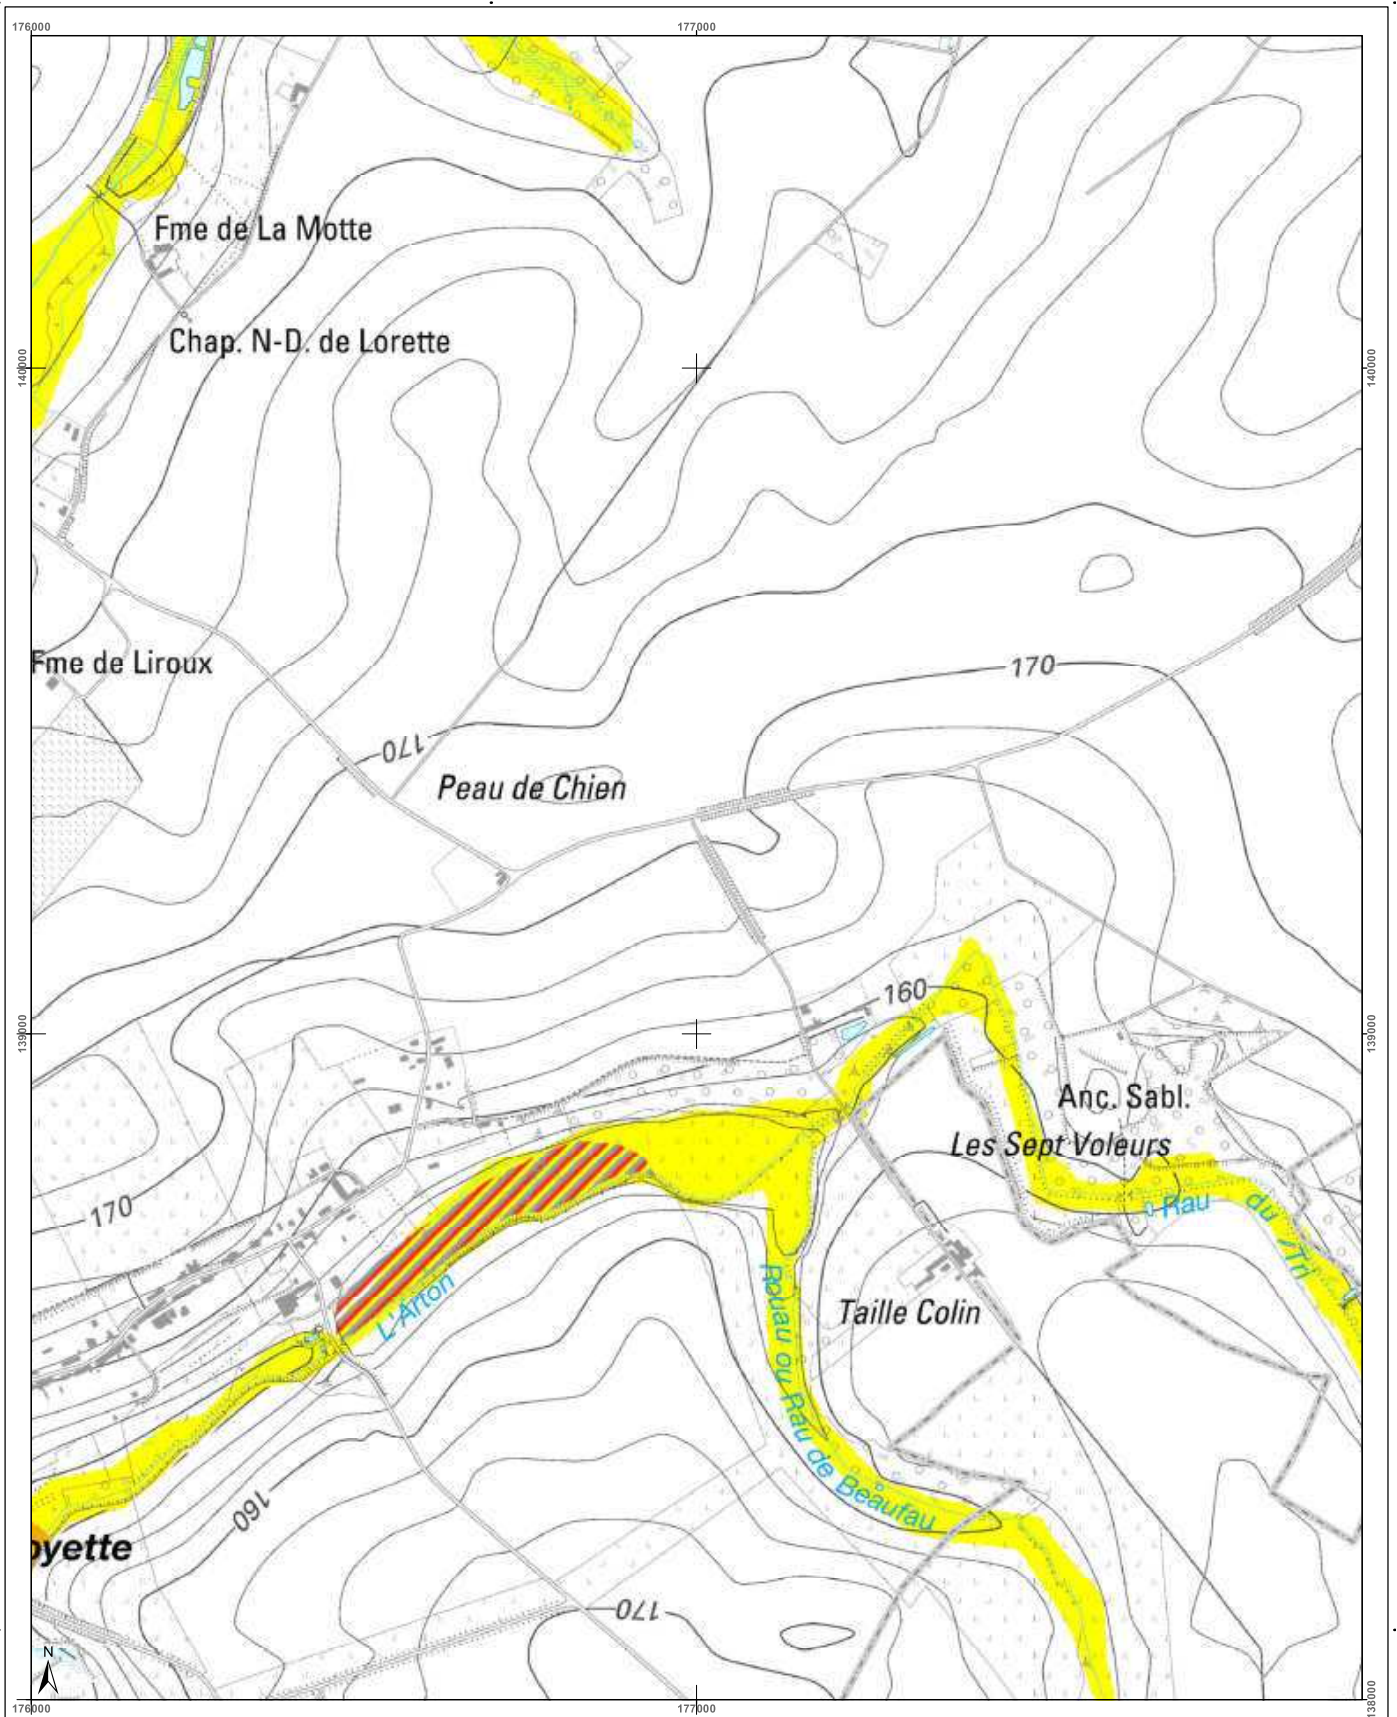 176000
177000
Fme de La Motte
Chap. N-D. de Lorette
140000
140000
Fme de Liroux
170
170
Peau de Chien
160
139000
139000
Anc. Sabl.
Les Sept Voleurs
170
Rau du Tri
L'Arton
Rouau ou Rau de Beaufau
Taille Colin
160
oyette
170
N
176000
177000
138000